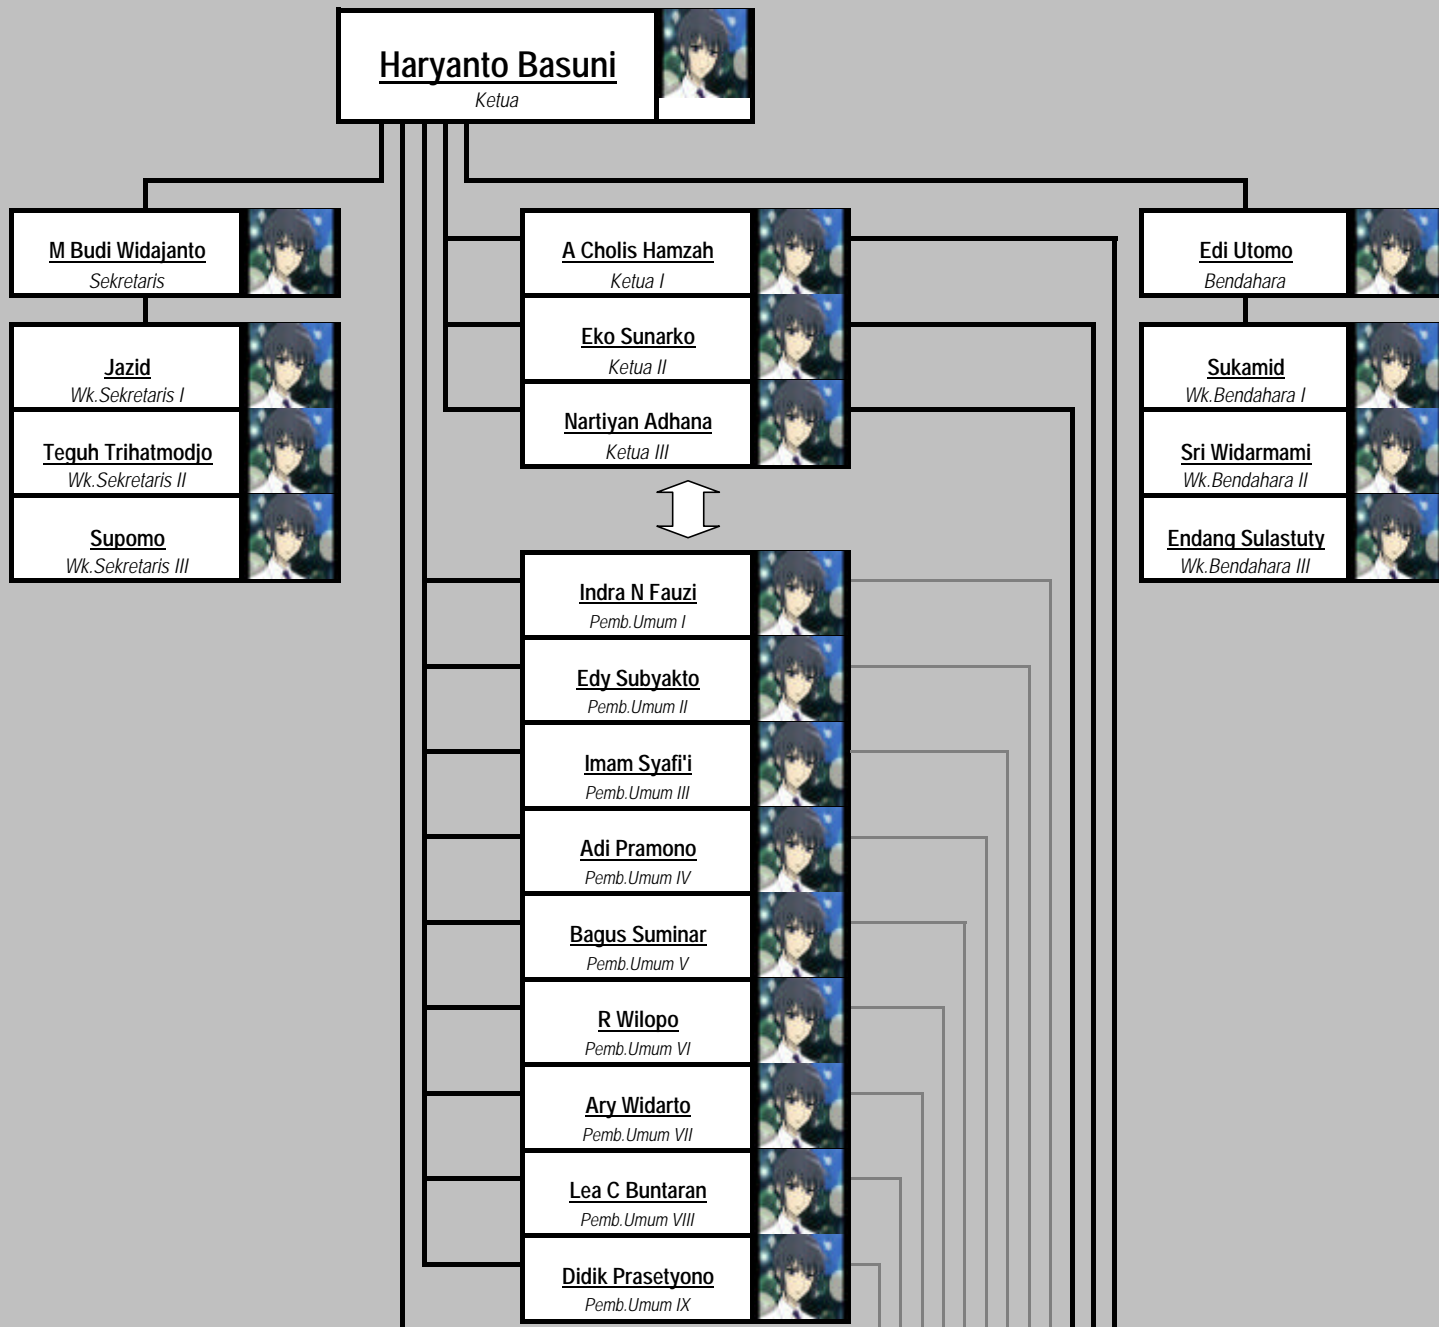 Haryanto Basuni
Ketua
M Budi Widajanto
Sekretaris
Jazid
Wk.Sekretaris I
Teguh Trihatmodjo
Wk.Sekretaris II
Supomo
Wk.Sekretaris III
A Cholis Hamzah
Ketua I
Eko Sunarko
Ketua II
Nartiyan Adhana
Ketua III
Edi Utomo
Bendahara
Sukamid
Wk.Bendahara I
Sri Widarmami
Wk.Bendahara II
Endang Sulastuty
Wk.Bendahara III
Indra N Fauzi
Pemb.Umum I
Edy Subyakto
Pemb.Umum II
Imam Syafi'i
Pemb.Umum III
Adi Pramono
Pemb.Umum IV
Bagus Suminar
Pemb.Umum V
R Wilopo
Pemb.Umum VI
Ary Widarto
Pemb.Umum VII
Lea C Buntaran
Pemb.Umum VIII
Didik Prasetyono
Pemb.Umum IX